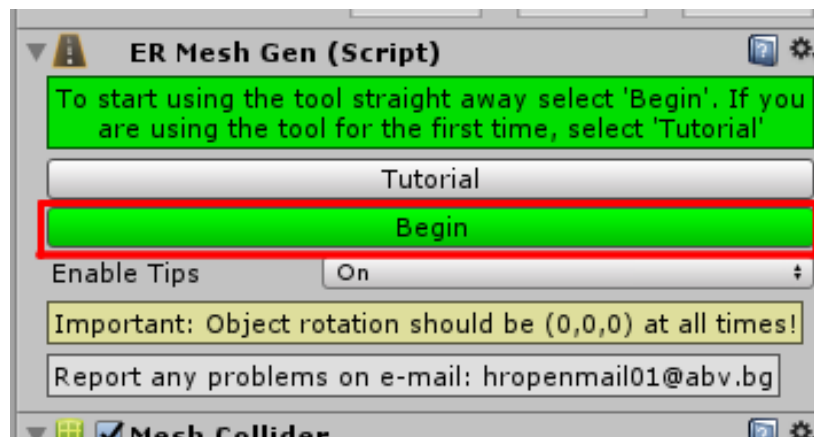 ER Mesh Gen (Script)
To start using the tool straight away select 'Begin'. If you
are using the tool for the first time, select 'Tutorial'
Tutorial
Begin
Enable Tips On
Important: Object rotation should be (0,0,0) at all times!
Report any problems on e-mail: hropenmail01@abv.bg
Mesh Collider